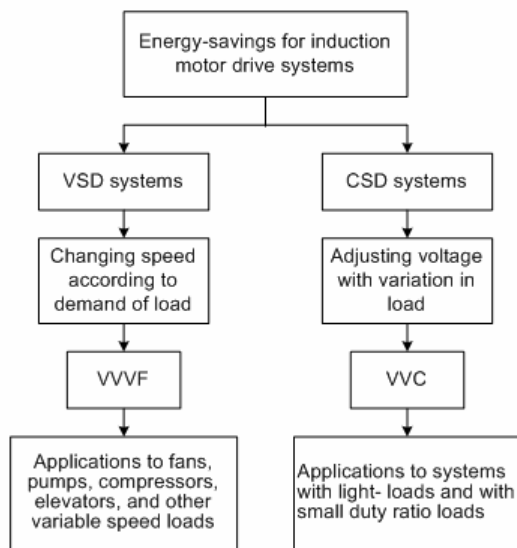 Energy-savings for induction
motor drive systems
VSD systems
CSD systems
Changing speed
according to
demand of load
Adjusting voltage
with variation in
load
VVVF
VVC
Applications to fans,
pumps, compressors,
elevators, and other
variable speed loads
Applications to systems
with light- loads and with
small duty ratio loads